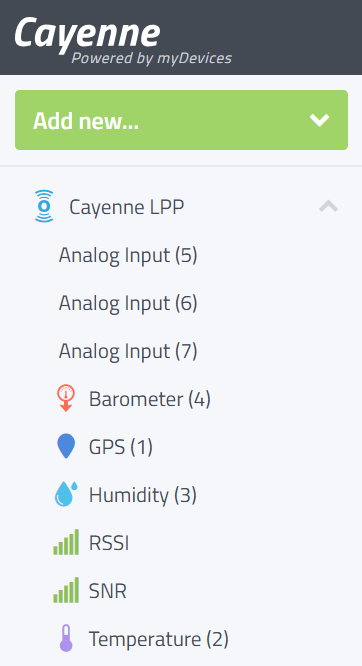 Cayenne
Powered by myDevices
Add new...
Cayenne LPP
Analog Input (5)
Analog Input (6)
Analog Input (7)
Barometer (4)
GPS (1)
Humidity (3)
RSSI
SNR
Temperature (2)